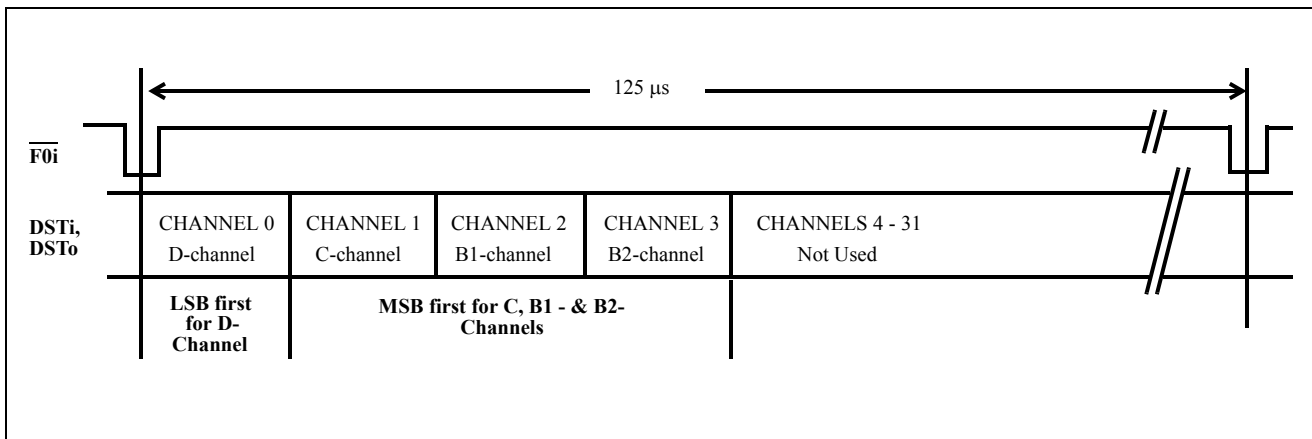 125 µs
F0i
DSTi,
DSTo
CHANNEL 0
D-channel
CHANNEL 1
C-channel
CHANNEL 2
B1-channel
CHANNEL 3
B2-channel
CHANNELS 4 - 31
Not Used
LSB first
for D-
Channel
MSB first for C, B1 - & B2-
Channels